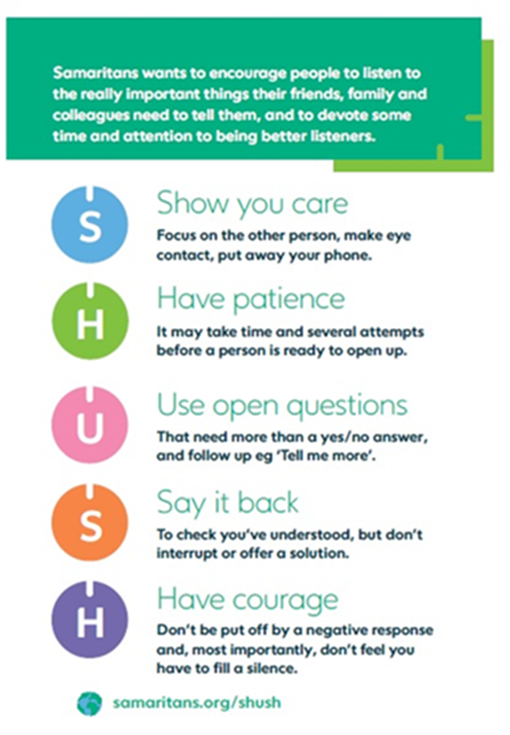 Samaritans wants to encourage people to listen to
the really important things their friends, family and
colleagues need to tell them, and to devote some
time and attention to being better listeners.
S
Show you care
Focus on the other person, make eye
contact, put away your phone.
H
Have patience
It may take time and several attempts
before a person is ready to open up.
U
Use open questions
That need more than a yes/no answer,
and follow up eg ‘Tell me more’.
S
Say it back
To check you’ve understood, but don’t
interrupt or offer a solution.
H
Have courage
Don’t be put off by a negative response
and, most importantly, don’t feel you
have to fill a silence.
samaritans.org/shush